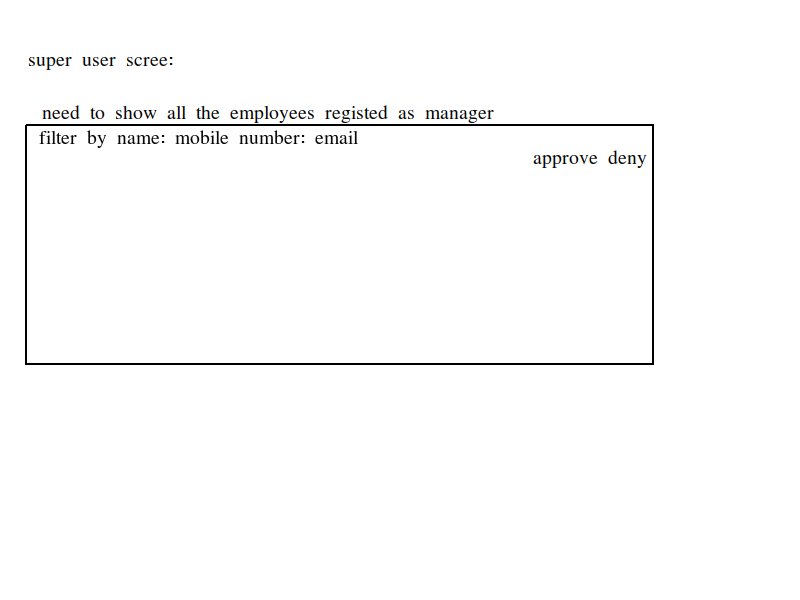 super user scree:
need to show all the employees registed as manager
filter by name: mobile number: email
approve deny